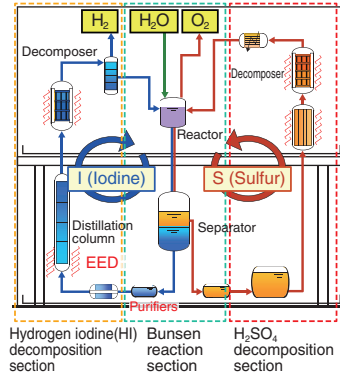 H₂ H₂O O₂
Decomposer
Decomposer
Reactor
I (Iodine) S (Sulfur)
Distillation
column
Separator
EED
Purifiers
Hydrogen iodine(HI)
decomposition
section
Bunsen
reaction
section
H₂SO₄
decomposition
section